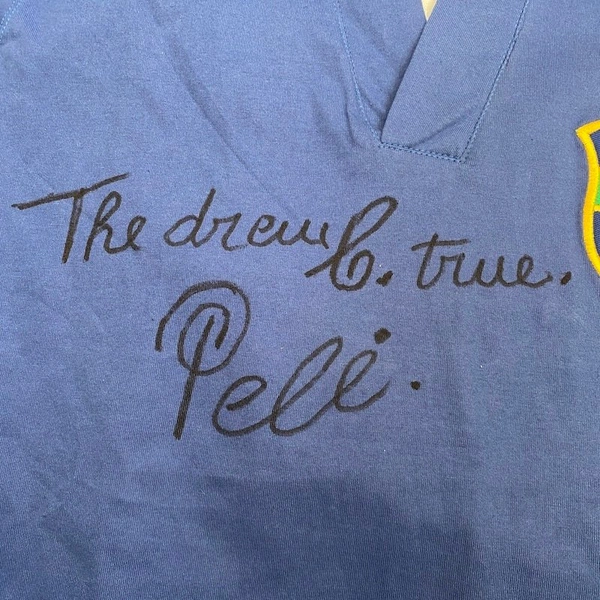 The dream C. true.
Pelé.